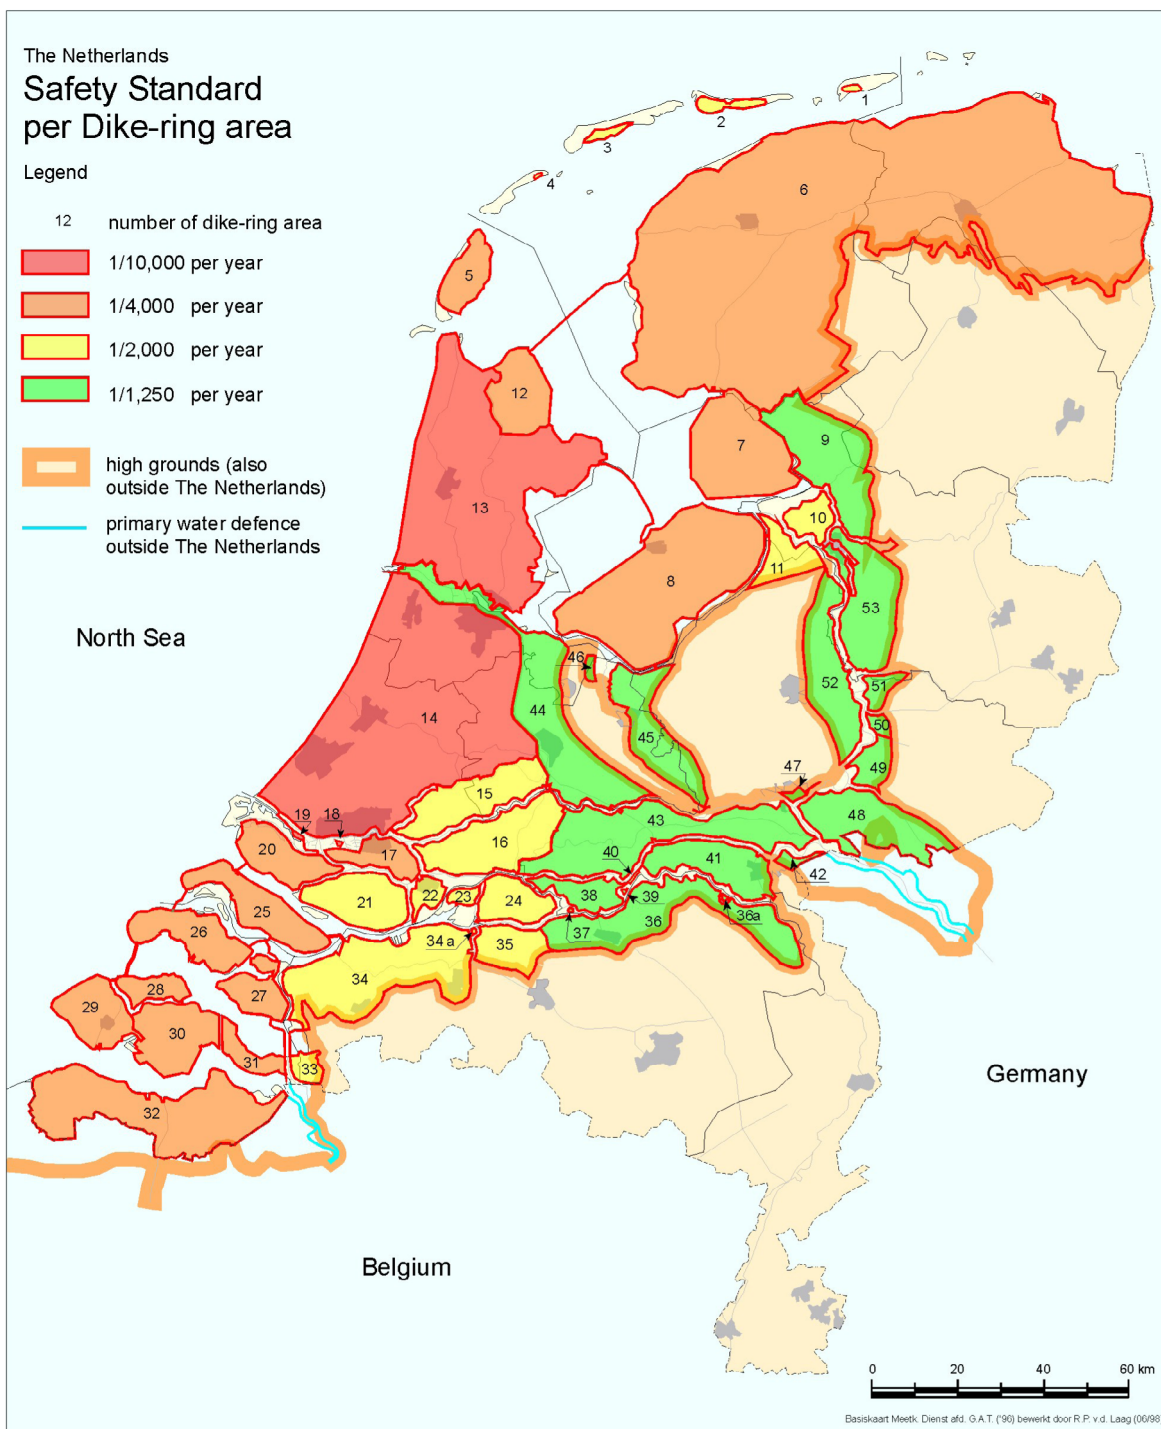 The Netherlands
Safety Standard
per Dike-ring area
Legend
12 number of dike-ring area
1/10,000 per year
1/4,000 per year
1/2,000 per year
1/1,250 per year
high grounds (also
outside The Netherlands)
primary water defence
outside The Netherlands
North Sea
Germany
Belgium
1
2
3
4
5
6
7
8
9
10
11
12
13
14
15
16
17
18
19
20
21
22
23
24
25
26
27
28
29
30
31
32
33
34
34a
35
36
36a
37
38
39
40
41
42
43
44
45
46
47
48
49
50
51
52
53
0 20 40 60 km
Basiskaart Meetk. Dienst afd. G.A.T. ('96) bewerkt door R.P. v.d. Laag (06/98